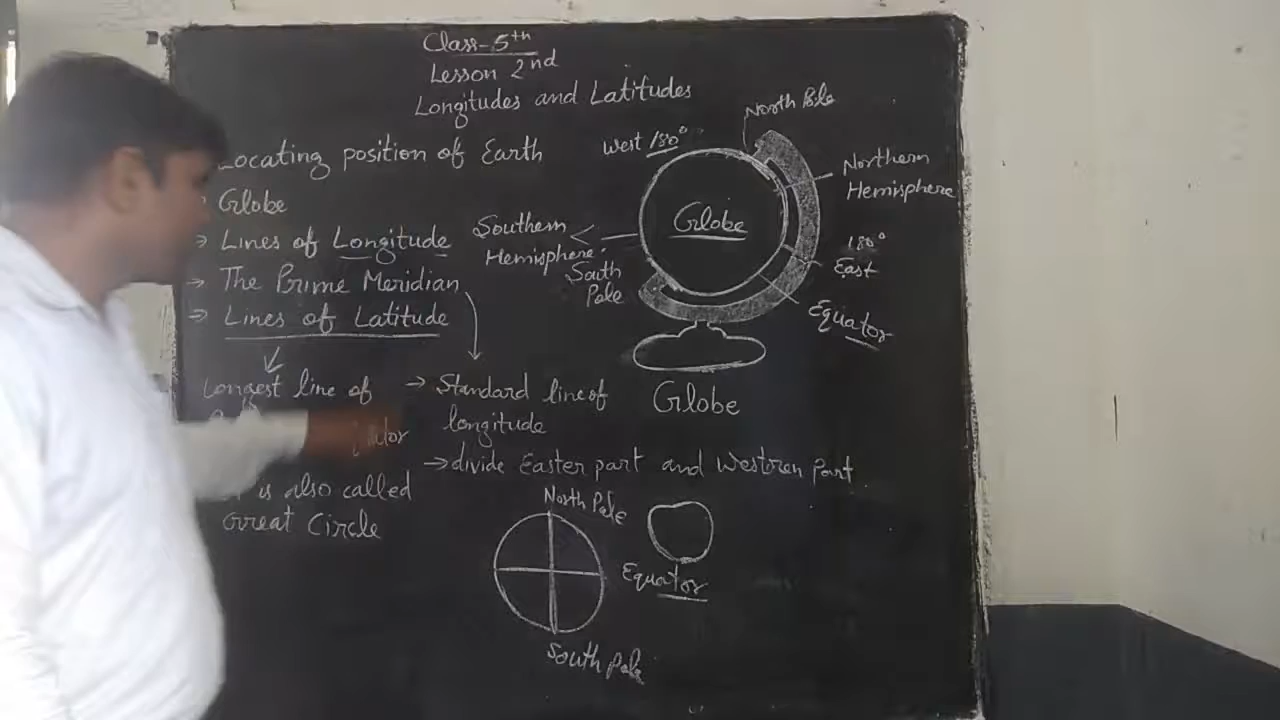 Class-5th
Lesson 2nd
Longitudes and Latitudes
Locating position of Earth
Globe
→ Lines of Longitude
→ The Prime Meridian
→ Lines of Latitude
Longest line of
is also called
Great Circle
→ Standard line of
longitude
→ divide Easter part and Westren Part
West 180°
North Pole
Northern
Hemisphere
Globe
Southern
Hemisphere.
South
Pole
180°
East
Equator
Globe
North Pole
Equator
South Pole